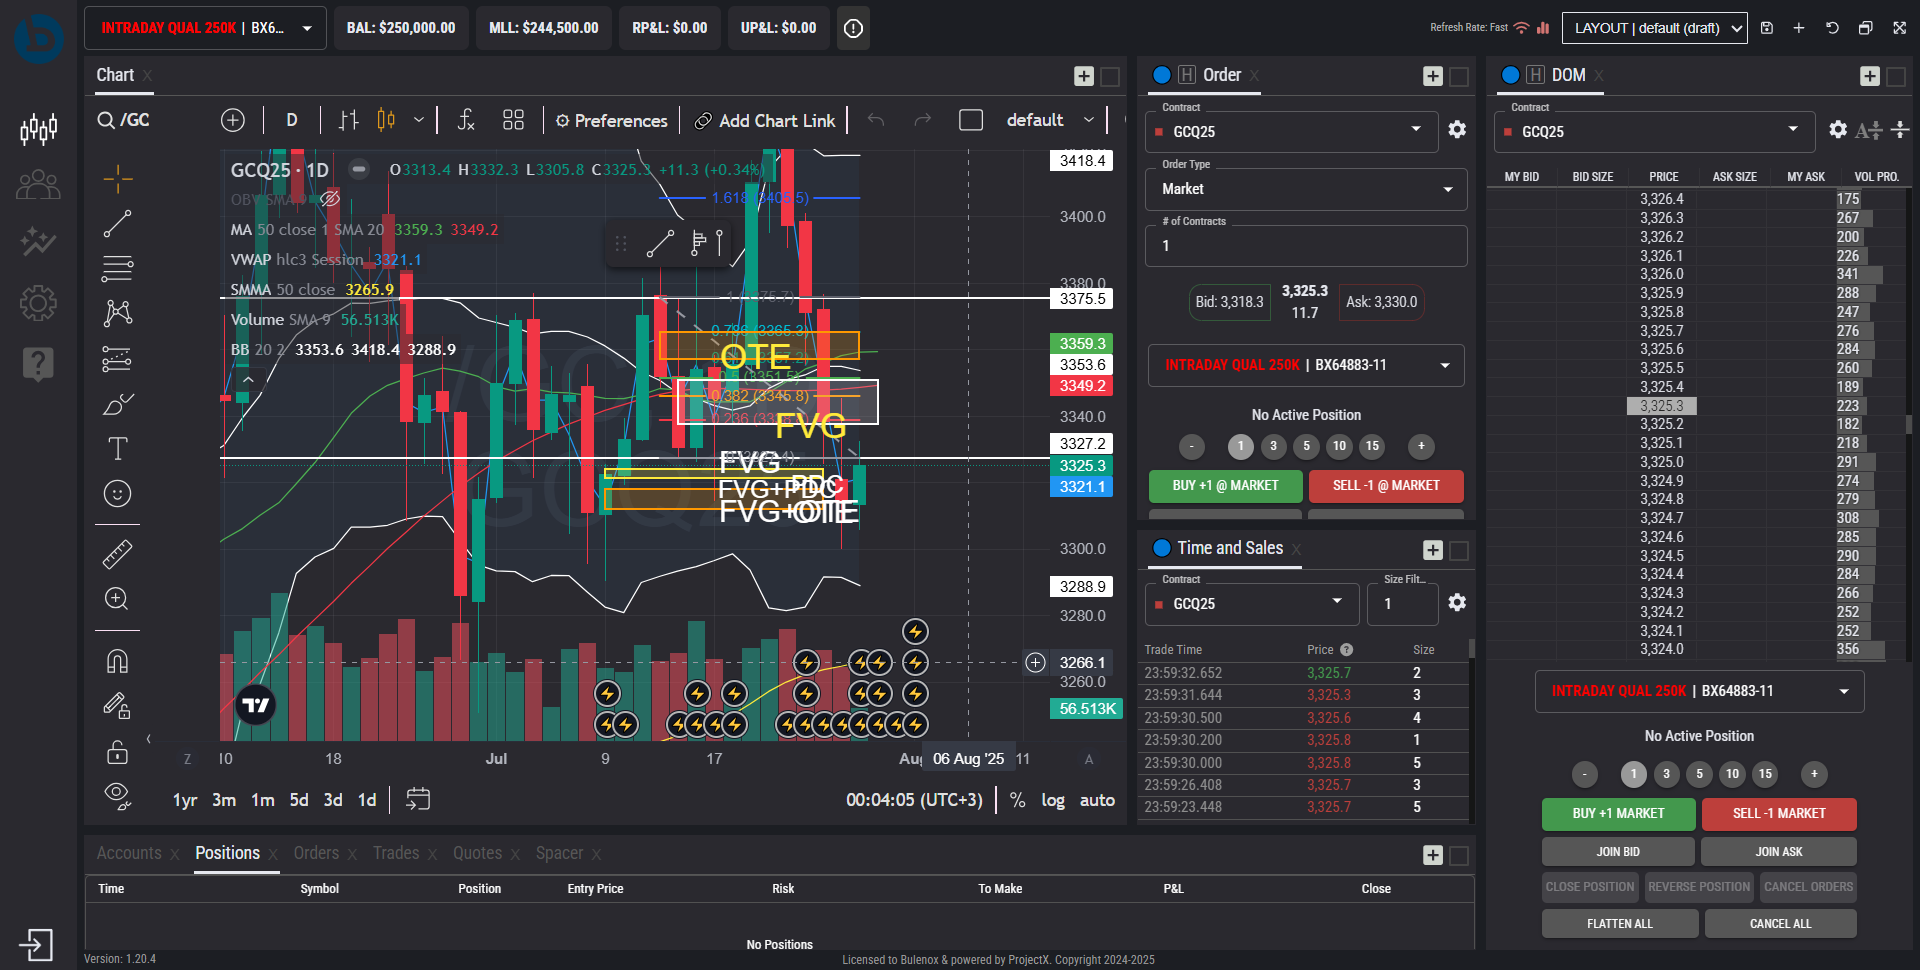 INTRADAY QUAL 250K | BX6...
BAL: $250,000.00
MLL: $244,500.00
RP&L: $0.00
UP&L: $0.00
Refresh Rate: Fast
LAYOUT | default (draft)
Chart X
/GC
D
Preferences
Add Chart Link
default
GCQ25 · 1D
O3313.4 H3332.3 L3305.8 C3325.3 +11.3 (+0.34%)
MA 50 close 1 SMA 20 3359.3 3349.2
VWAP hlc3 Session 3321.1
SMMA 50 close 3265.9
Volume SMA 9 56.513K
BB 20 2 3353.6 3418.4 3288.9
0.786 (3365.3)
OTE
0.5 (3351.5)
0.382 (3345.8)
FVG
FVG
FVG+PDC
FVG+OTE
3418.4
3400.0
3380.0
3375.5
3359.3
3353.6
3349.2
3340.0
3327.2
3325.3
3321.1
3300.0
3288.9
3280.0
3266.1
3260.0
56.513K
Z
10
18
Jul
9
17
Aug
06 Aug '25
11
A
1yr 3m 1m 5d 3d 1d
00:04:05 (UTC+3)
% log auto
H Order X
Contract
GCQ25
Order Type
Market
# of Contracts
1
Bid: 3,318.3
3,325.3
11.7
Ask: 3,330.0
INTRADAY QUAL 250K | BX64883-11
No Active Position
- 1 3 5 10 15 +
BUY +1 @ MARKET
SELL -1 @ MARKET
Time and Sales X
Contract
GCQ25
Size Filt...
1
Trade Time Price ? Size
23:59:32.652 3,325.7 2
23:59:31.644 3,325.3 3
23:59:30.500 3,325.6 4
23:59:30.200 3,325.8 1
23:59:30.000 3,325.8 5
23:59:26.408 3,325.7 3
23:59:23.448 3,325.7 5
H DOM X
Contract
GCQ25
MY BID BID SIZE PRICE ASK SIZE MY ASK VOL PRO.
3,326.4 175
3,326.3 267
3,326.2 200
3,326.1 226
3,326.0 341
3,325.9 288
3,325.8 247
3,325.7 276
3,325.6 284
3,325.5 260
3,325.4 189
3,325.3 223
3,325.2 182
3,325.1 218
3,325.0 291
3,324.9 274
3,324.8 279
3,324.7 308
3,324.6 285
3,324.5 290
3,324.4 284
3,324.3 266
3,324.2 252
3,324.1 252
3,324.0 356
INTRADAY QUAL 250K | BX64883-11
No Active Position
- 1 3 5 10 15 +
BUY +1 MARKET
SELL -1 MARKET
JOIN BID
JOIN ASK
CLOSE POSITION
REVERSE POSITION
CANCEL ORDERS
FLATTEN ALL
CANCEL ALL
Accounts X Positions X Orders X Trades X Quotes X Spacer X
Time Symbol Position Entry Price Risk To Make P&L Close
No Positions
Version: 1.20.4
Licensed to Bulenox & powered by ProjectX. Copyright 2024-2025